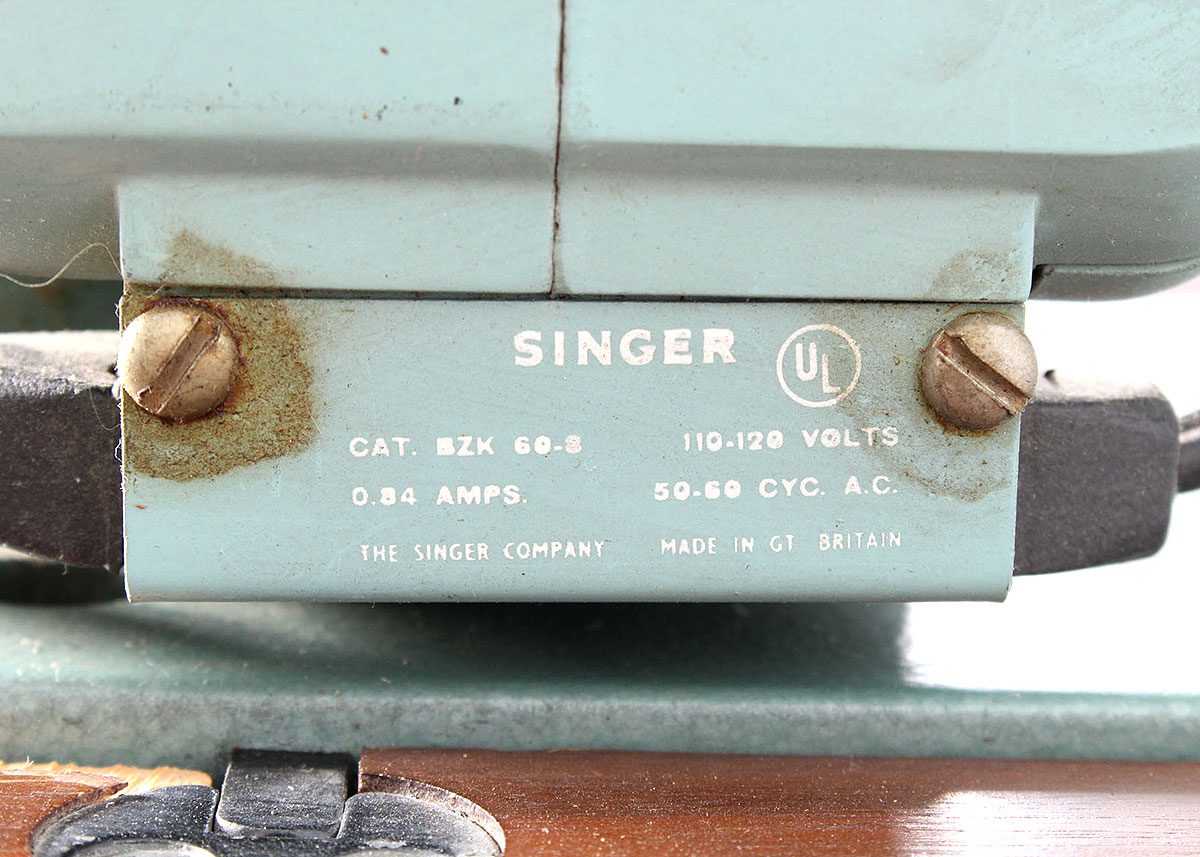 SINGER UL
CAT. BZK 60-8 110-120 VOLTS
0.84 AMPS. 50-60 CYC. A.C.
THE SINGER COMPANY MADE IN GT BRITAIN